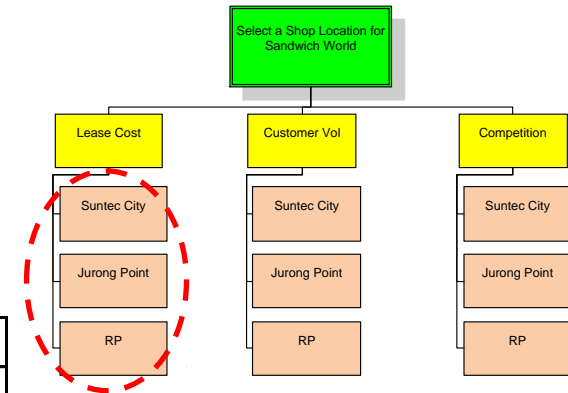 Select a Shop Location for
Sandwich World
Lease Cost
Customer Vol
Competition
Suntec City
Suntec City
Suntec City
Jurong Point
Jurong Point
Jurong Point
RP
RP
RP